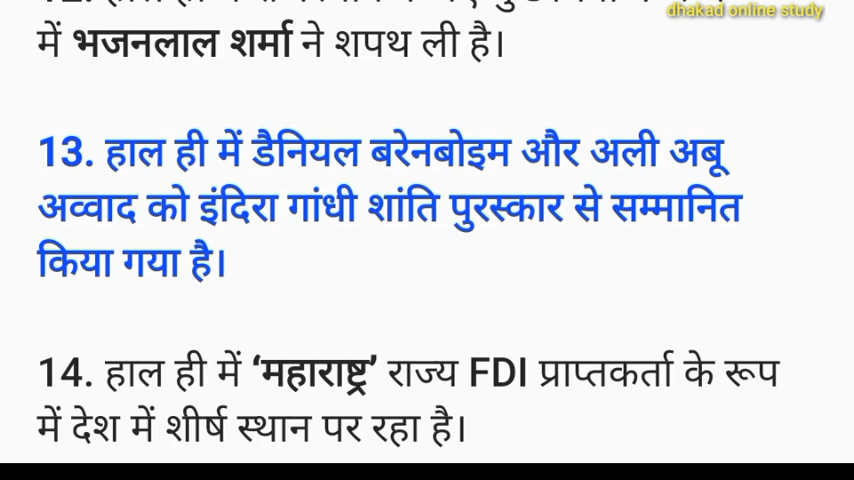 dhakad online study
में भजनलाल शर्मा ने शपथ ली है।
13. हाल ही में डैनियल बरेनबोइम और अली अबू
अव्वाद को इंदिरा गांधी शांति पुरस्कार से सम्मानित
किया गया है।
14. हाल ही में ‘महाराष्ट्र’ राज्य FDI प्राप्तकर्ता के रूप
में देश में शीर्ष स्थान पर रहा है।